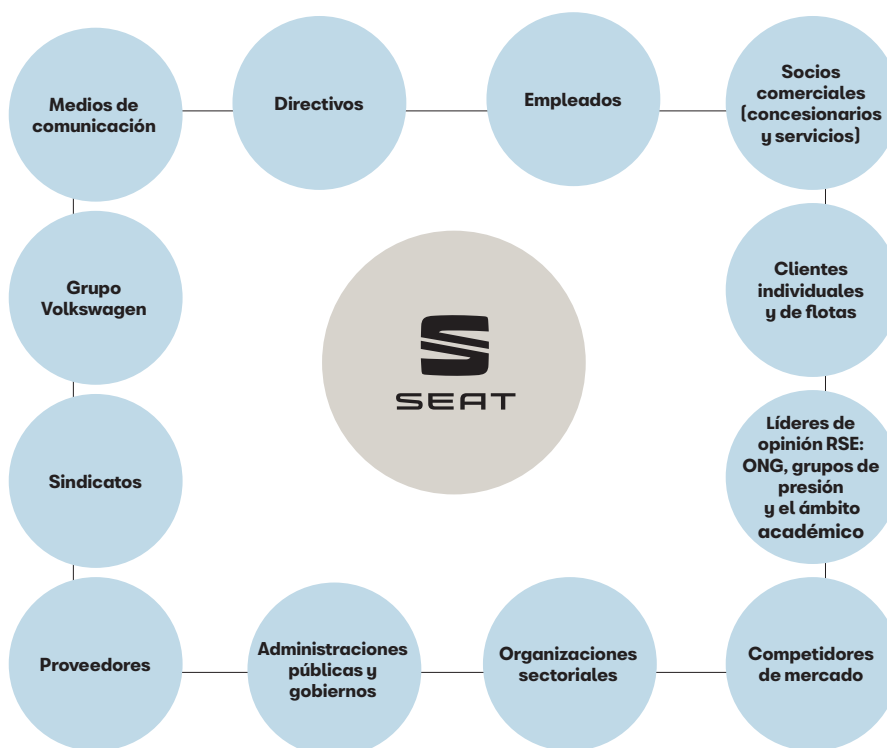 Medios de
comunicación
Directivos
Empleados
Socios
comerciales
(concesionarios
y servicios)
Grupo
Volkswagen
Clientes
individuales
y de flotas
SEAT
Sindicatos
Líderes de
opinión RSE:
ONG, grupos de
presión
y el ámbito
académico
Proveedores
Administraciones
públicas y
gobiernos
Organizaciones
sectoriales
Competidores
de mercado